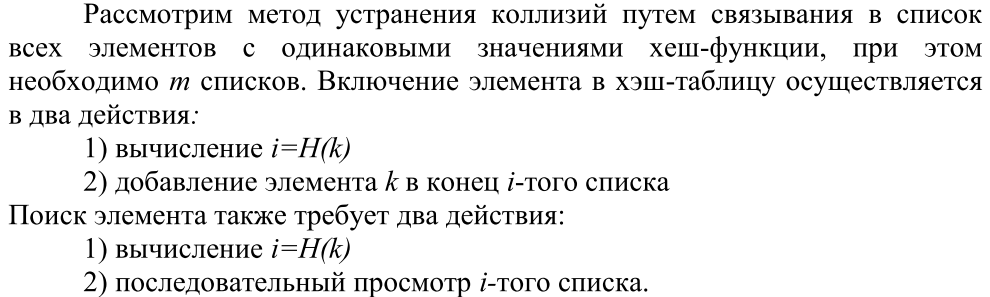 Рассмотрим метод устранения коллизий путем связывания в список
всех элементов с одинаковыми значениями хеш-функции, при этом
необходимо m списков. Включение элемента в хэш-таблицу осуществляется
в два действия:
1) вычисление i=H(k)
2) добавление элемента k в конец i-того списка
Поиск элемента также требует два действия:
1) вычисление i=H(k)
2) последовательный просмотр i-того списка.